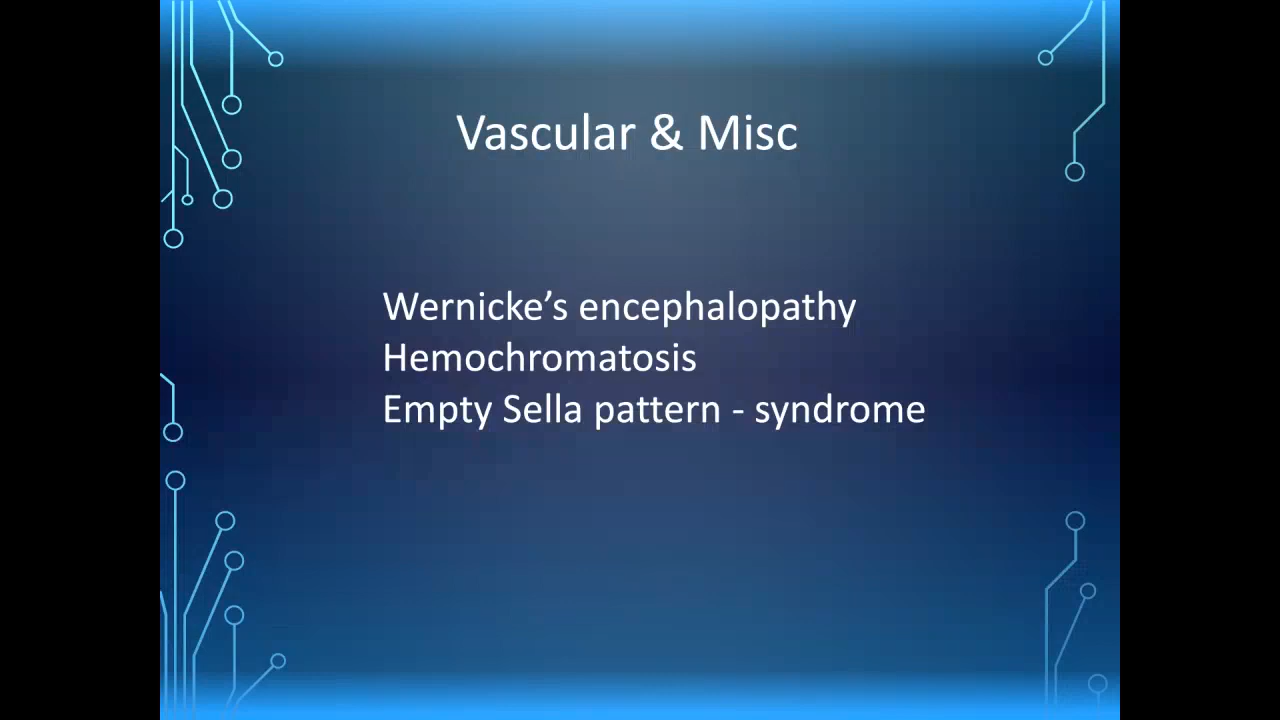 Vascular & Misc
Wernicke’s encephalopathy
Hemochromatosis
Empty Sella pattern - syndrome